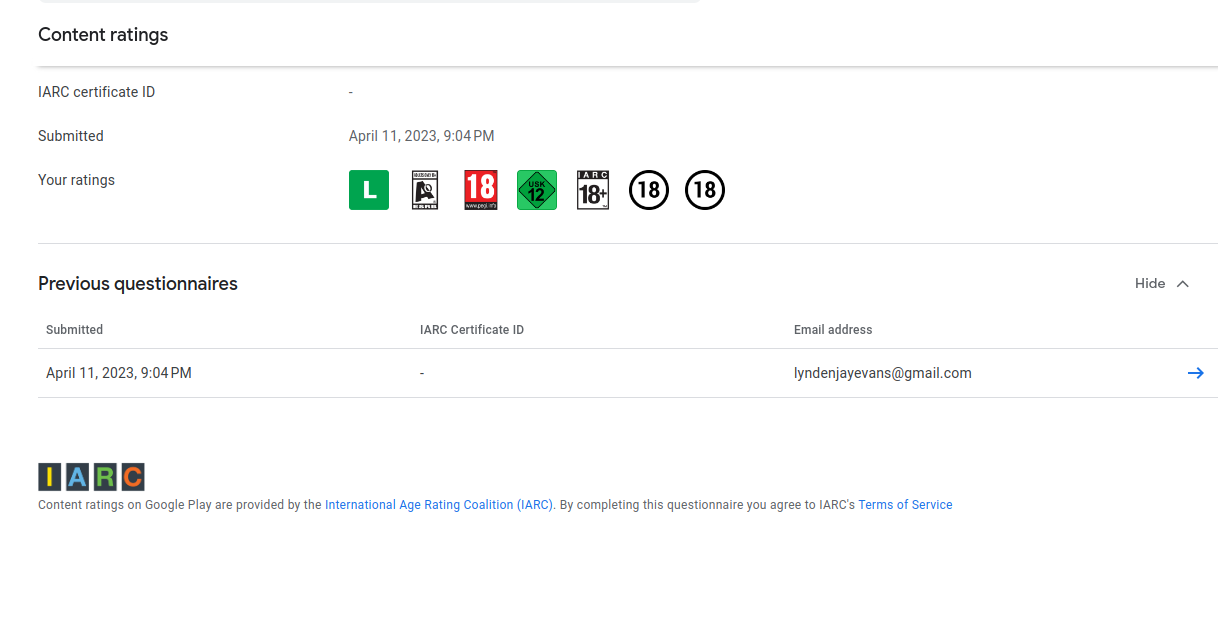 Content ratings
IARC certificate ID -
Submitted April 11, 2023, 9:04 PM
Your ratings L A 18 www.pegi.info USK 12 IARC 18+ 18 18
Previous questionnaires Hide
Submitted IARC Certificate ID Email address
April 11, 2023, 9:04 PM - lyndenjayevans@gmail.com
IARC
Content ratings on Google Play are provided by the International Age Rating Coalition (IARC). By completing this questionnaire you agree to IARC's Terms of Service